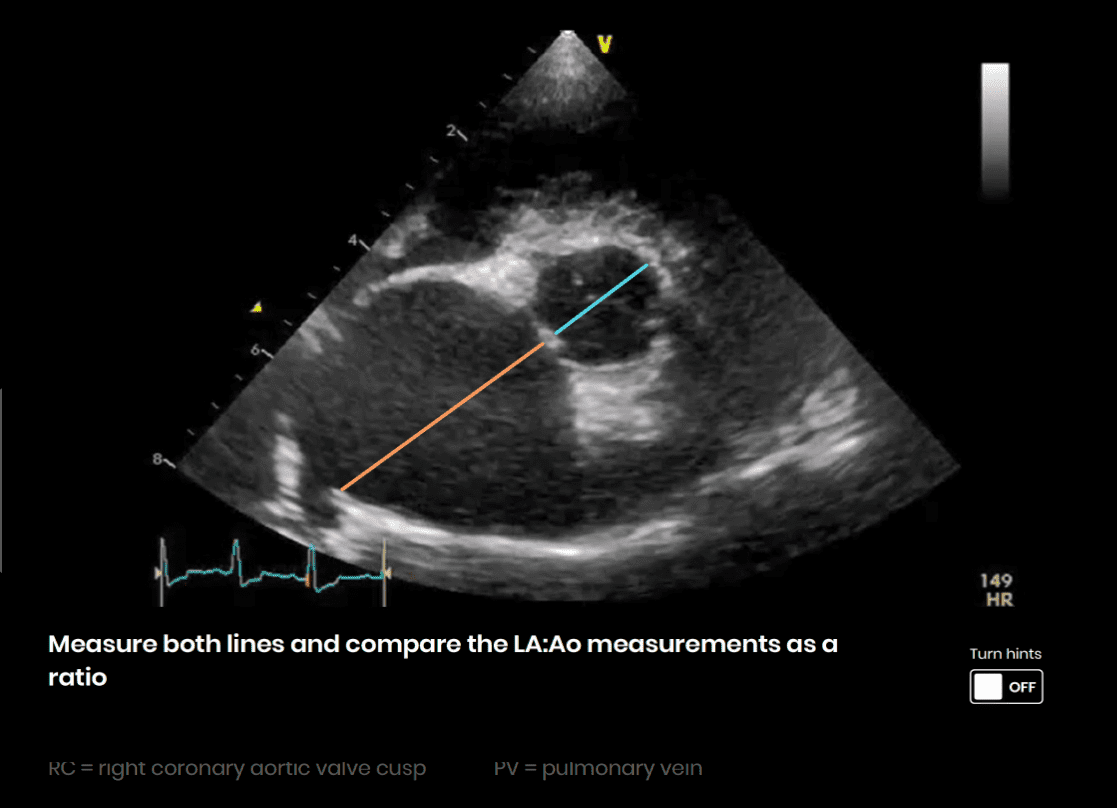 V
2
4
6
8
149
HR
Measure both lines and compare the LA:Ao measurements as a
ratio
Turn hints
OFF
RC = right coronary aortic valve cusp
PV = pulmonary vein